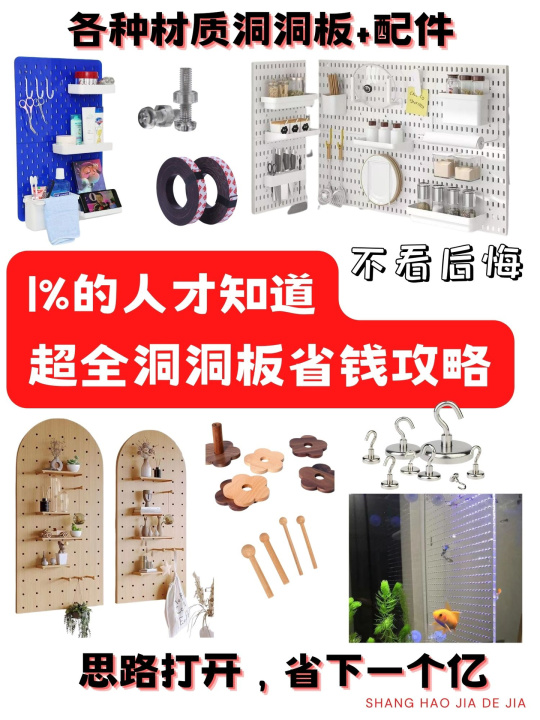 各种材质洞洞板+配件
不看后悔
1%的人才知道
超全洞洞板省钱攻略
思路打开，省下一个亿
SHANG HAO JIA DE JIA